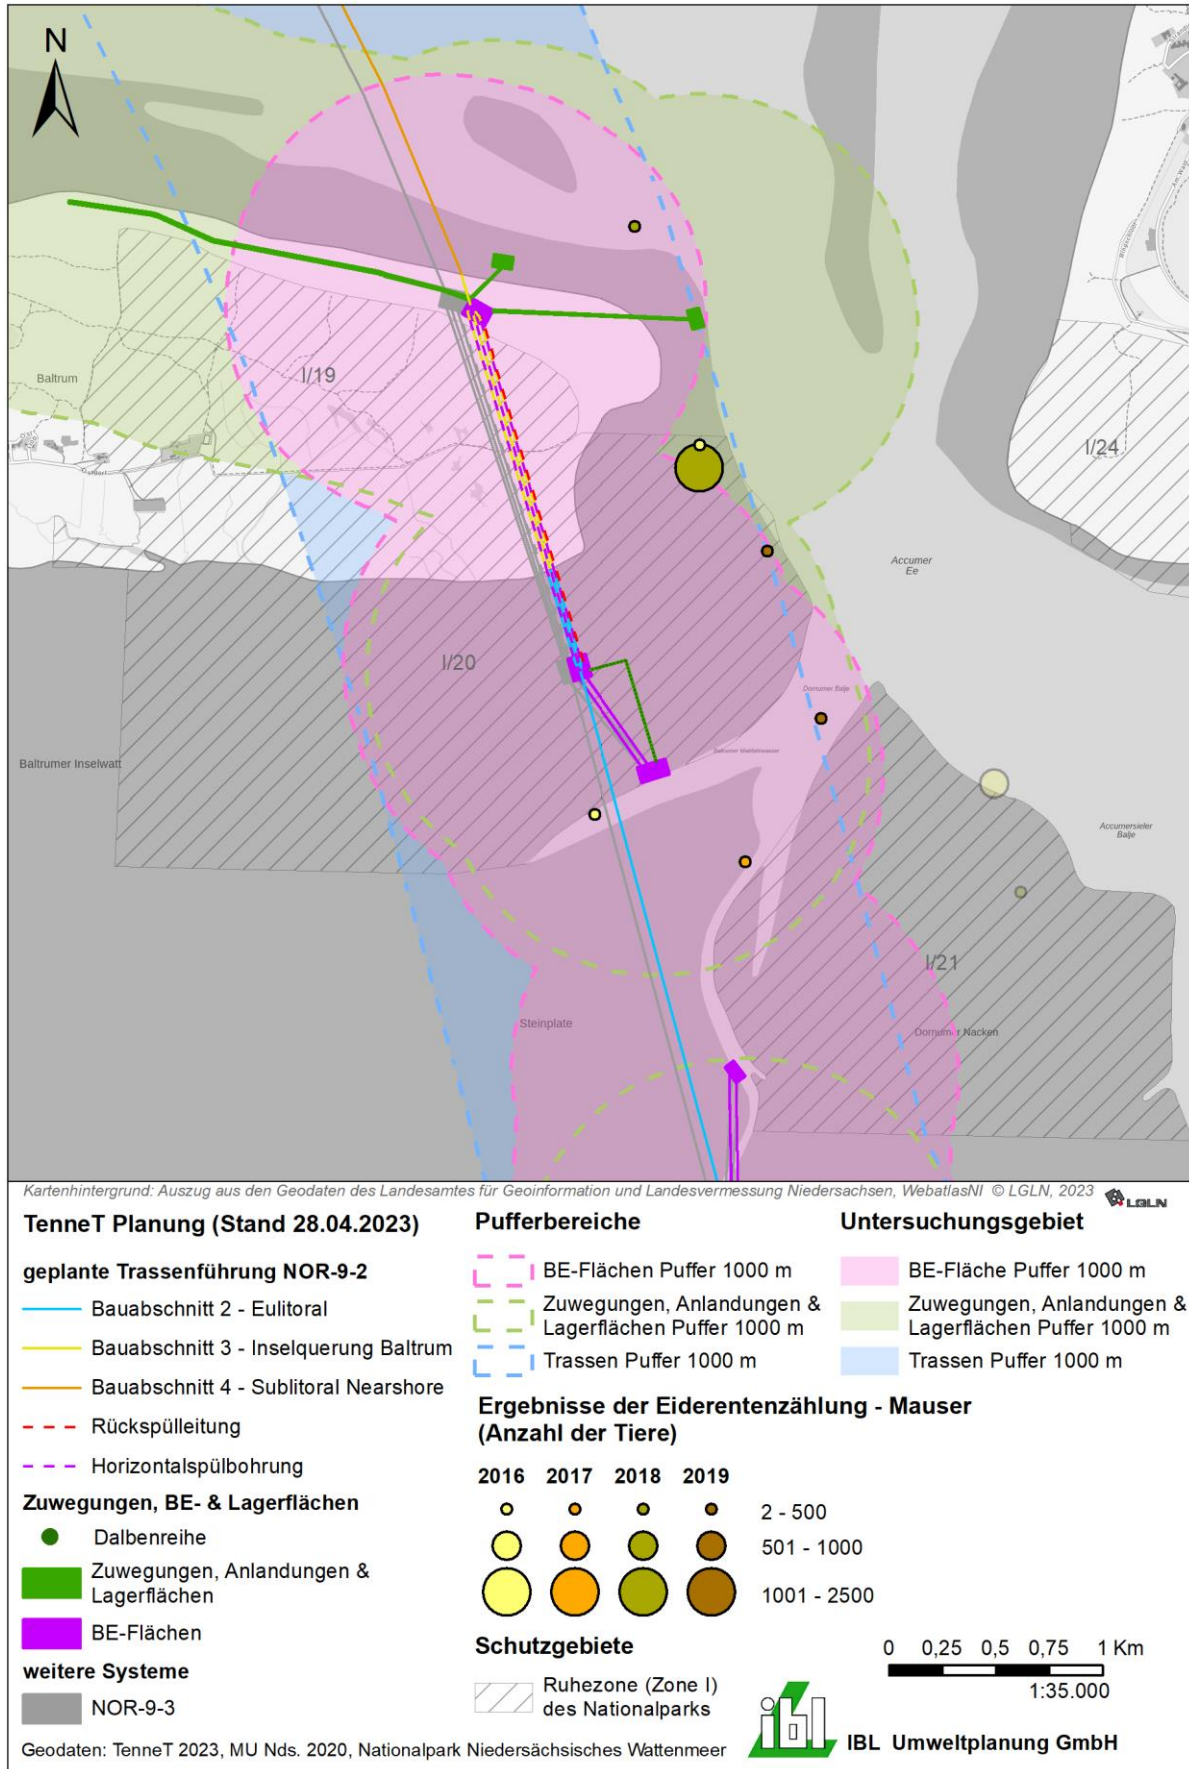 N
Baltrum
I/19
I/24
Accumer
Ee
I/20
Dornumer Balje
Baltrumer Inselwatt
Accumersieler
Balje
I/21
Steinplate
Dornumer Nacken
Kartenhintergrund: Auszug aus den Geodaten des Landesamtes für Geoinformation und Landesvermessung Niedersachsen, WebatlasNI © LGLN, 2023
LGLN
TenneT Planung (Stand 28.04.2023)
geplante Trassenführung NOR-9-2
Bauabschnitt 2 - Eulitoral
Bauabschnitt 3 - Inselquerung Baltrum
Bauabschnitt 4 - Sublitoral Nearshore
Rückspülleitung
Horizontalspülbohrung
Zuwegungen, BE- & Lagerflächen
Dalbenreihe
Zuwegungen, Anlandungen &
Lagerflächen
BE-Flächen
weitere Systeme
NOR-9-3
Pufferbereiche
BE-Flächen Puffer 1000 m
Zuwegungen, Anlandungen &
Lagerflächen Puffer 1000 m
Trassen Puffer 1000 m
Untersuchungsgebiet
BE-Fläche Puffer 1000 m
Zuwegungen, Anlandungen &
Lagerflächen Puffer 1000 m
Trassen Puffer 1000 m
Ergebnisse der Eiderentenzählung - Mauser
(Anzahl der Tiere)
2016 2017 2018 2019
2 - 500
501 - 1000
1001 - 2500
Schutzgebiete
Ruhezone (Zone I)
des Nationalparks
0 0,25 0,5 0,75 1 Km
1:35.000
ibl
IBL Umweltplanung GmbH
Geodaten: TenneT 2023, MU Nds. 2020, Nationalpark Niedersächsisches Wattenmeer